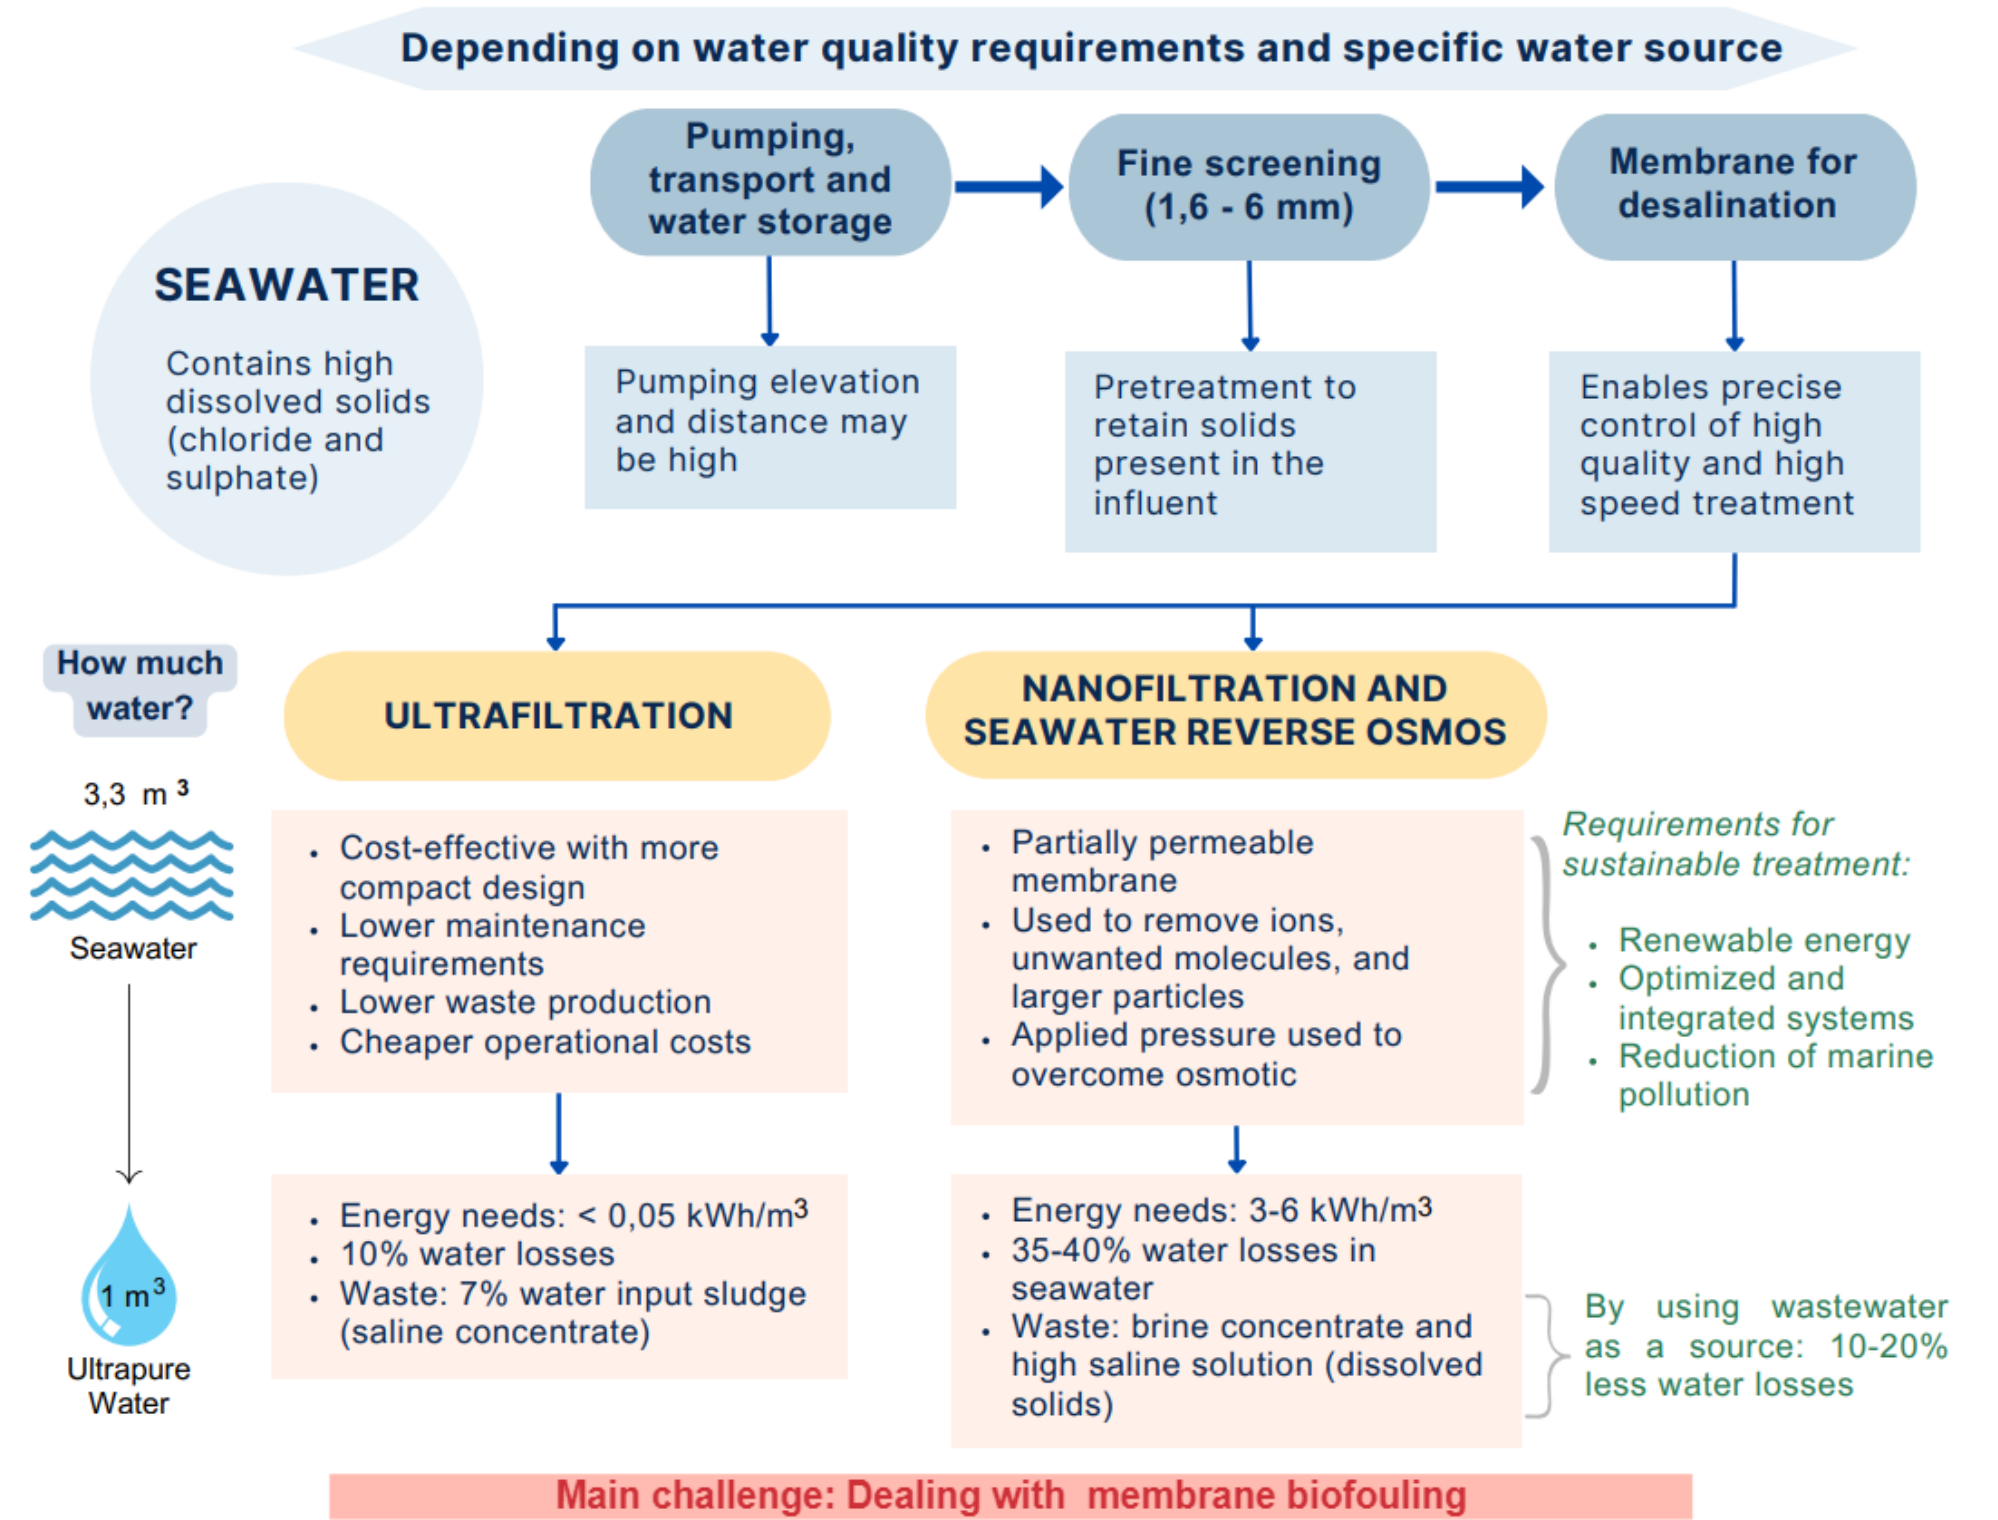 Depending on water quality requirements and specific water source
Pumping,
transport and
water storage
Fine screening
(1,6 - 6 mm)
Membrane for
desalination
SEAWATER
Contains high
dissolved solids
(chloride and
sulphate)
Pumping elevation
and distance may
be high
Pretreatment to
retain solids
present in the
influent
Enables precise
control of high
quality and high
speed treatment
How much
water?
3,3 m 3
Seawater
1 m3
Ultrapure
Water
ULTRAFILTRATION
• Cost-effective with more
compact design
• Lower maintenance
requirements
• Lower waste production
• Cheaper operational costs
• Energy needs: < 0,05 kWh/m3
• 10% water losses
• Waste: 7% water input sludge
(saline concentrate)
NANOFILTRATION AND
SEAWATER REVERSE OSMOS
• Partially permeable
membrane
• Used to remove ions,
unwanted molecules, and
larger particles
• Applied pressure used to
overcome osmotic
• Energy needs: 3-6 kWh/m3
• 35-40% water losses in
seawater
• Waste: brine concentrate and
high saline solution (dissolved
solids)
Requirements for
sustainable treatment:
• Renewable energy
• Optimized and
integrated systems
• Reduction of marine
pollution
By using wastewater
as a source: 10-20%
less water losses
Main challenge: Dealing with membrane biofouling